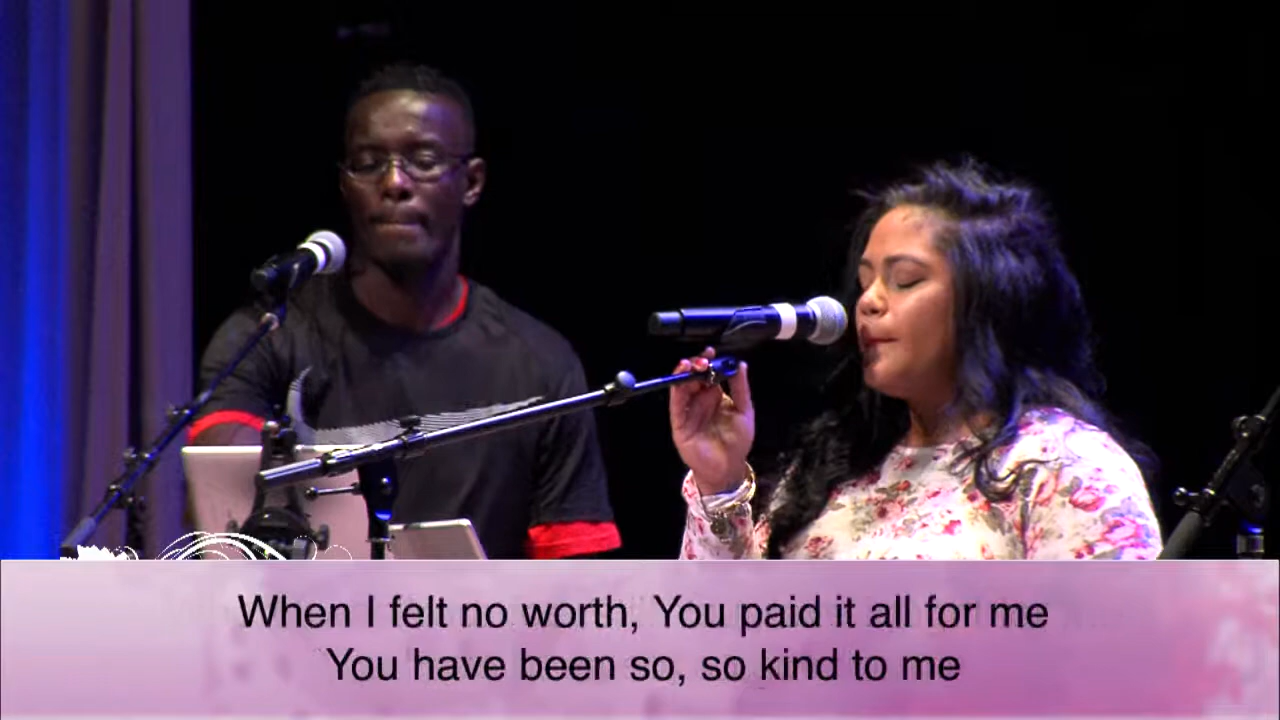 When I felt no worth, You paid it all for me
You have been so, so kind to me